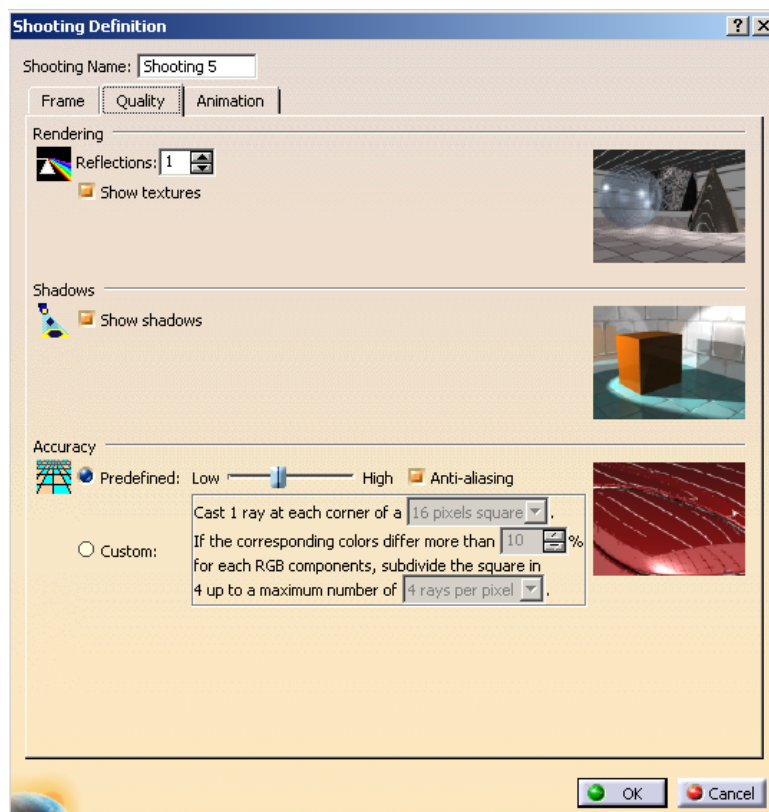 Shooting Definition
Shooting Name: Shooting 5
Frame Quality Animation
Rendering
Reflections: 1
Show textures
Shadows
Show shadows
Accuracy
Predefined: Low High Anti-aliasing
Cast 1 ray at each corner of a 16 pixels square .
Custom: If the corresponding colors differ more than 10 %
for each RGB components, subdivide the square in
4 up to a maximum number of 4 rays per pixel .
OK Cancel